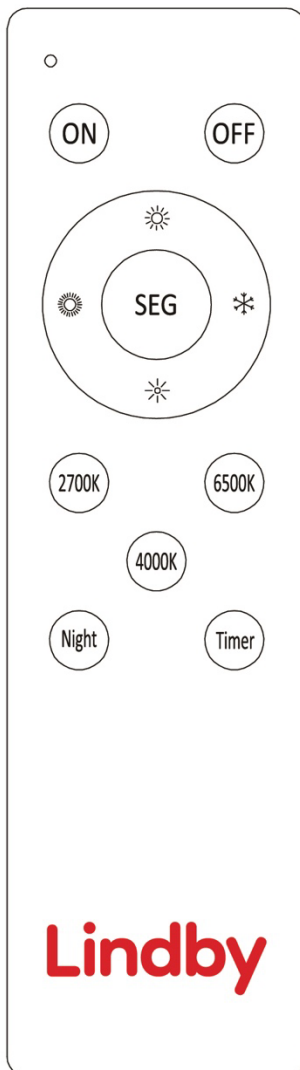 ON OFF
SEG
2700K 6500K
4000K
Night Timer
Lindby